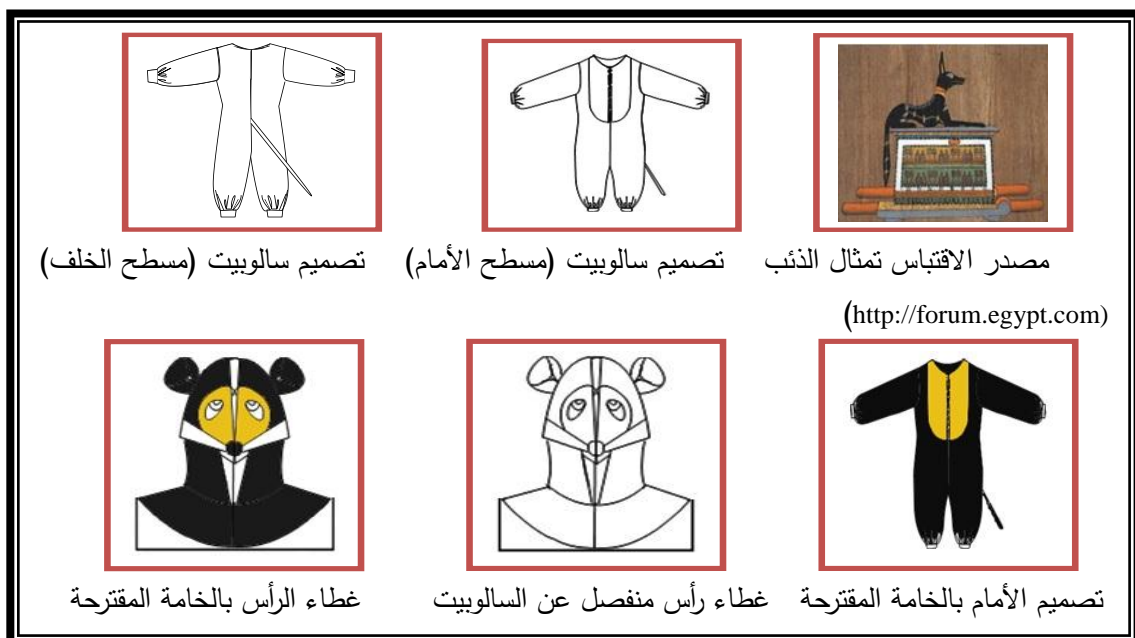 مصدر الاقتباس تمثال الذئب تصميم سالوبيت (مسطح الأمام) تصميم سالوبيت (مسطح الخلف)
(http://forum.egypt.com)
تصميم الأمام بالخامة المقترحة غطاء رأس منفصل عن السالوبيت غطاء الرأس بالخامة المقترحة